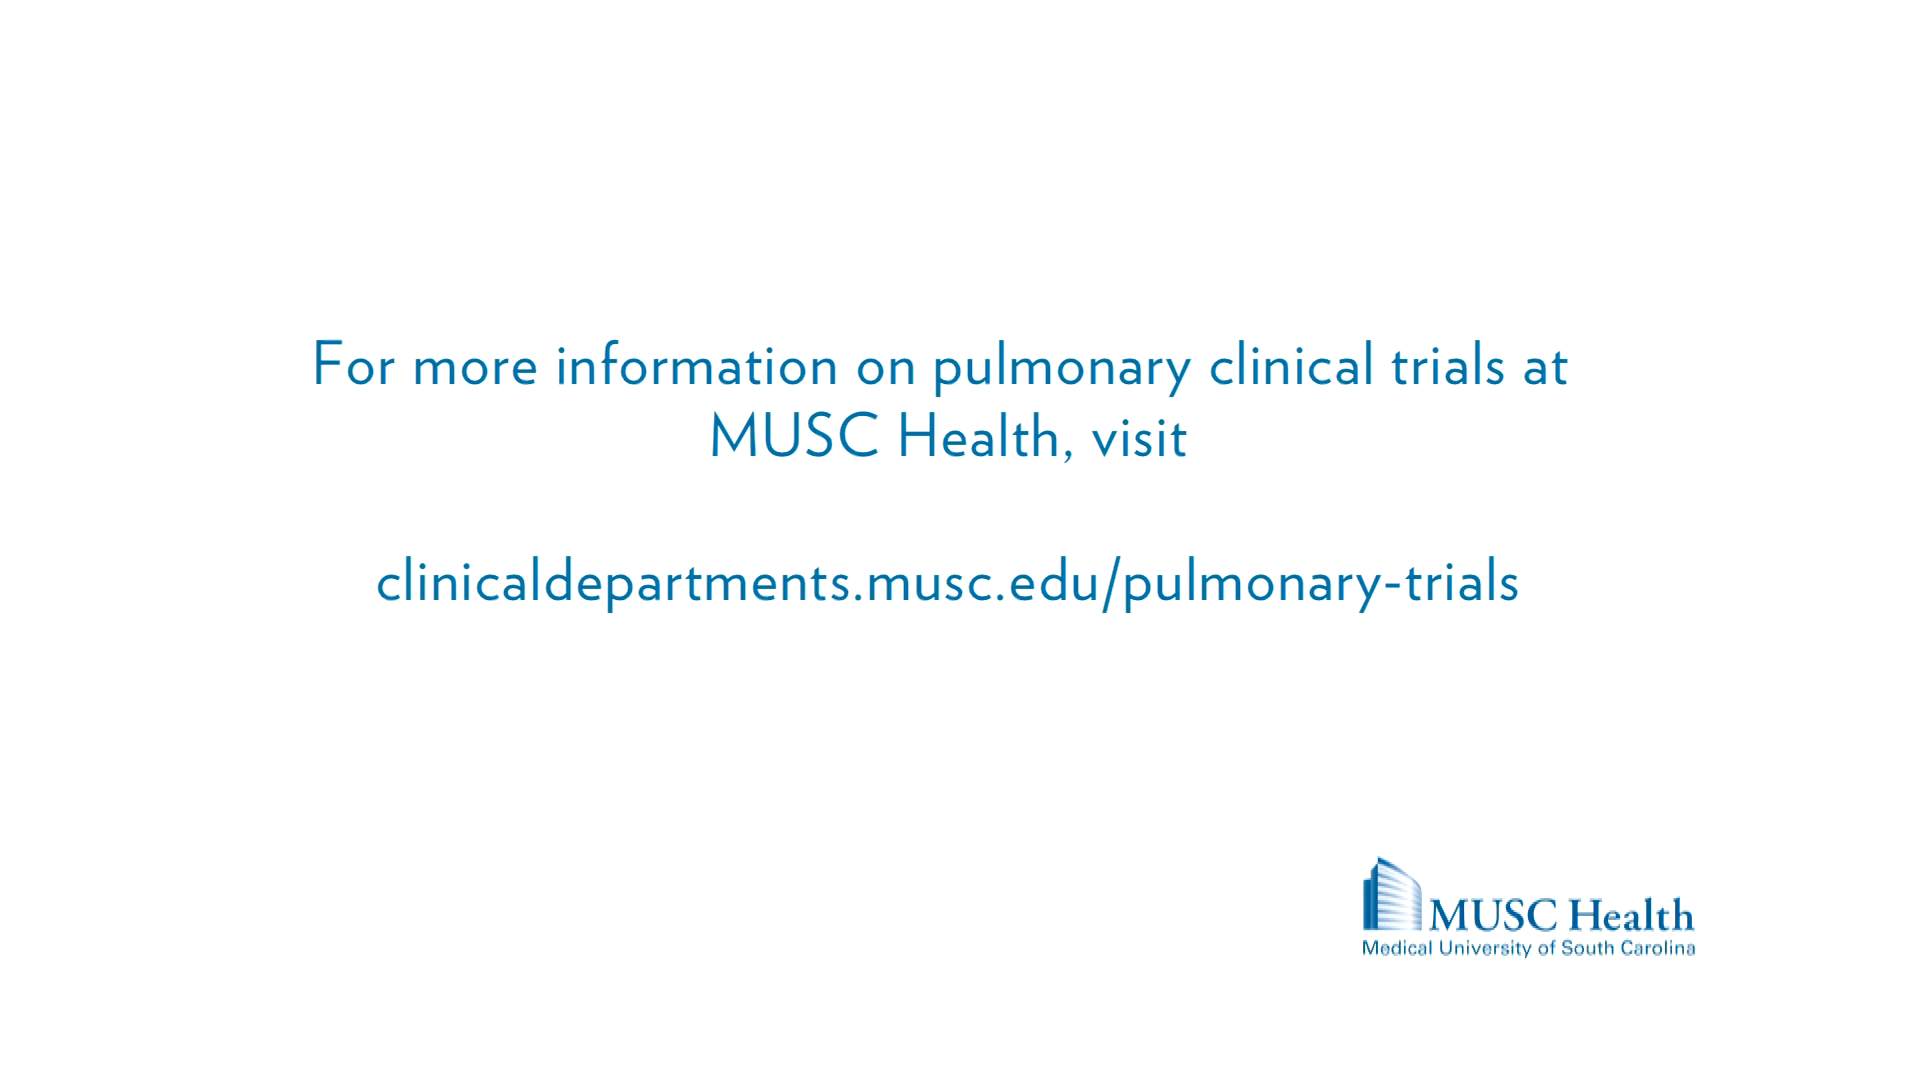 For more information on pulmonary clinical trials at
MUSC Health, visit
clinicaldepartments.musc.edu/pulmonary-trials
MUSC Health
Medical University of South Carolina